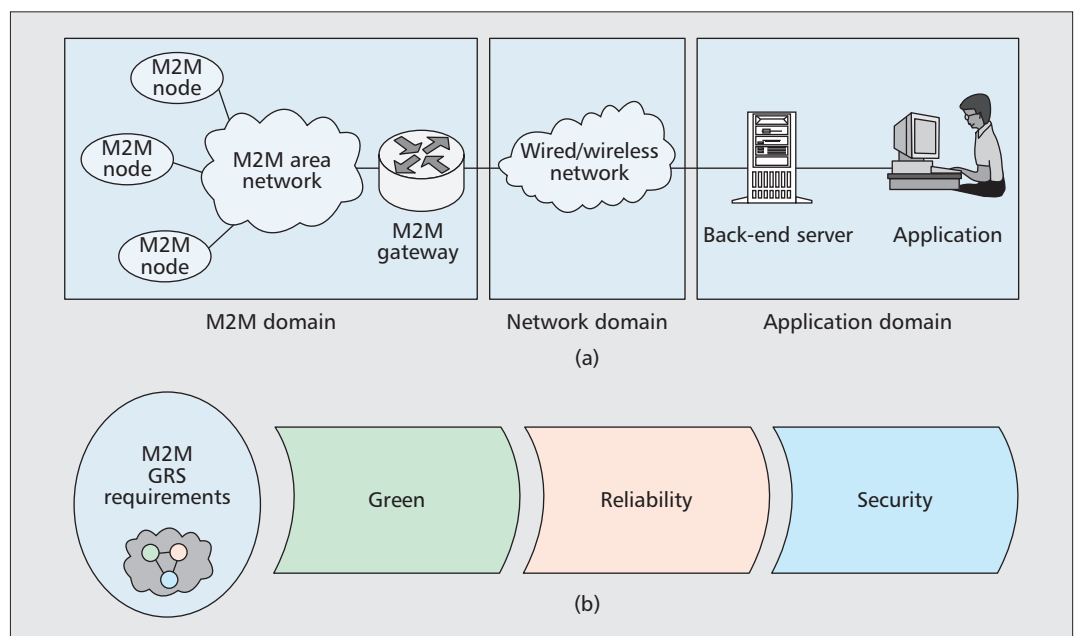 M2M
node
M2M
node
M2M
node
M2M area
network
M2M
gateway
Wired/wireless
network
Back-end server
Application
M2M domain
Network domain
Application domain
(a)
M2M
GRS
requirements
Green
Reliability
Security
(b)